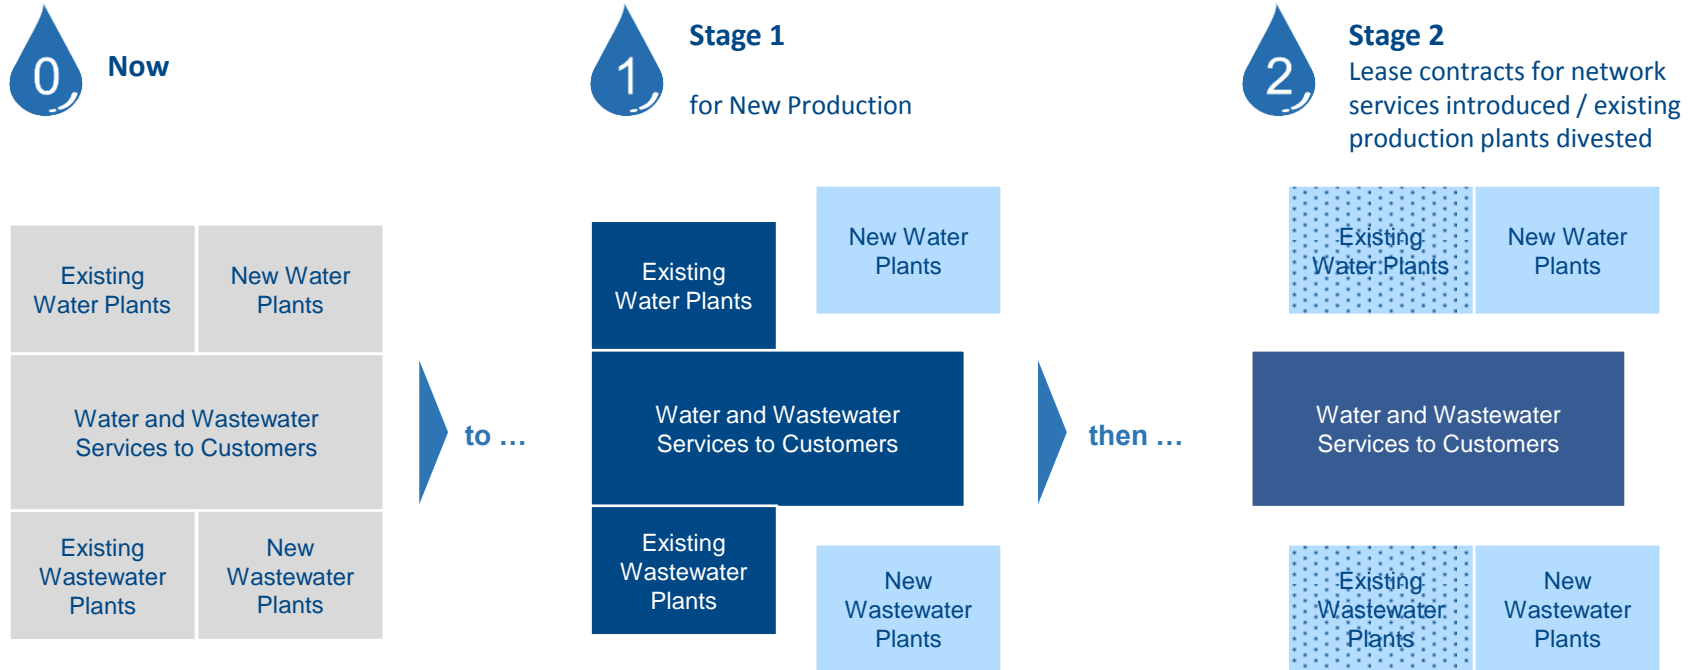 0
Now
1
Stage 1
for New Production
2
Stage 2
Lease contracts for network
services introduced / existing
production plants divested
Existing
Water Plants
New Water
Plants
Water and Wastewater
Services to Customers
Existing
Wastewater
Plants
New
Wastewater
Plants
to ...
Existing
Water Plants
New Water
Plants
Water and Wastewater
Services to Customers
Existing
Wastewater
Plants
New
Wastewater
Plants
then ...
Existing
Water Plants
New Water
Plants
Water and Wastewater
Services to Customers
Existing
Wastewater
Plants
New
Wastewater
Plants